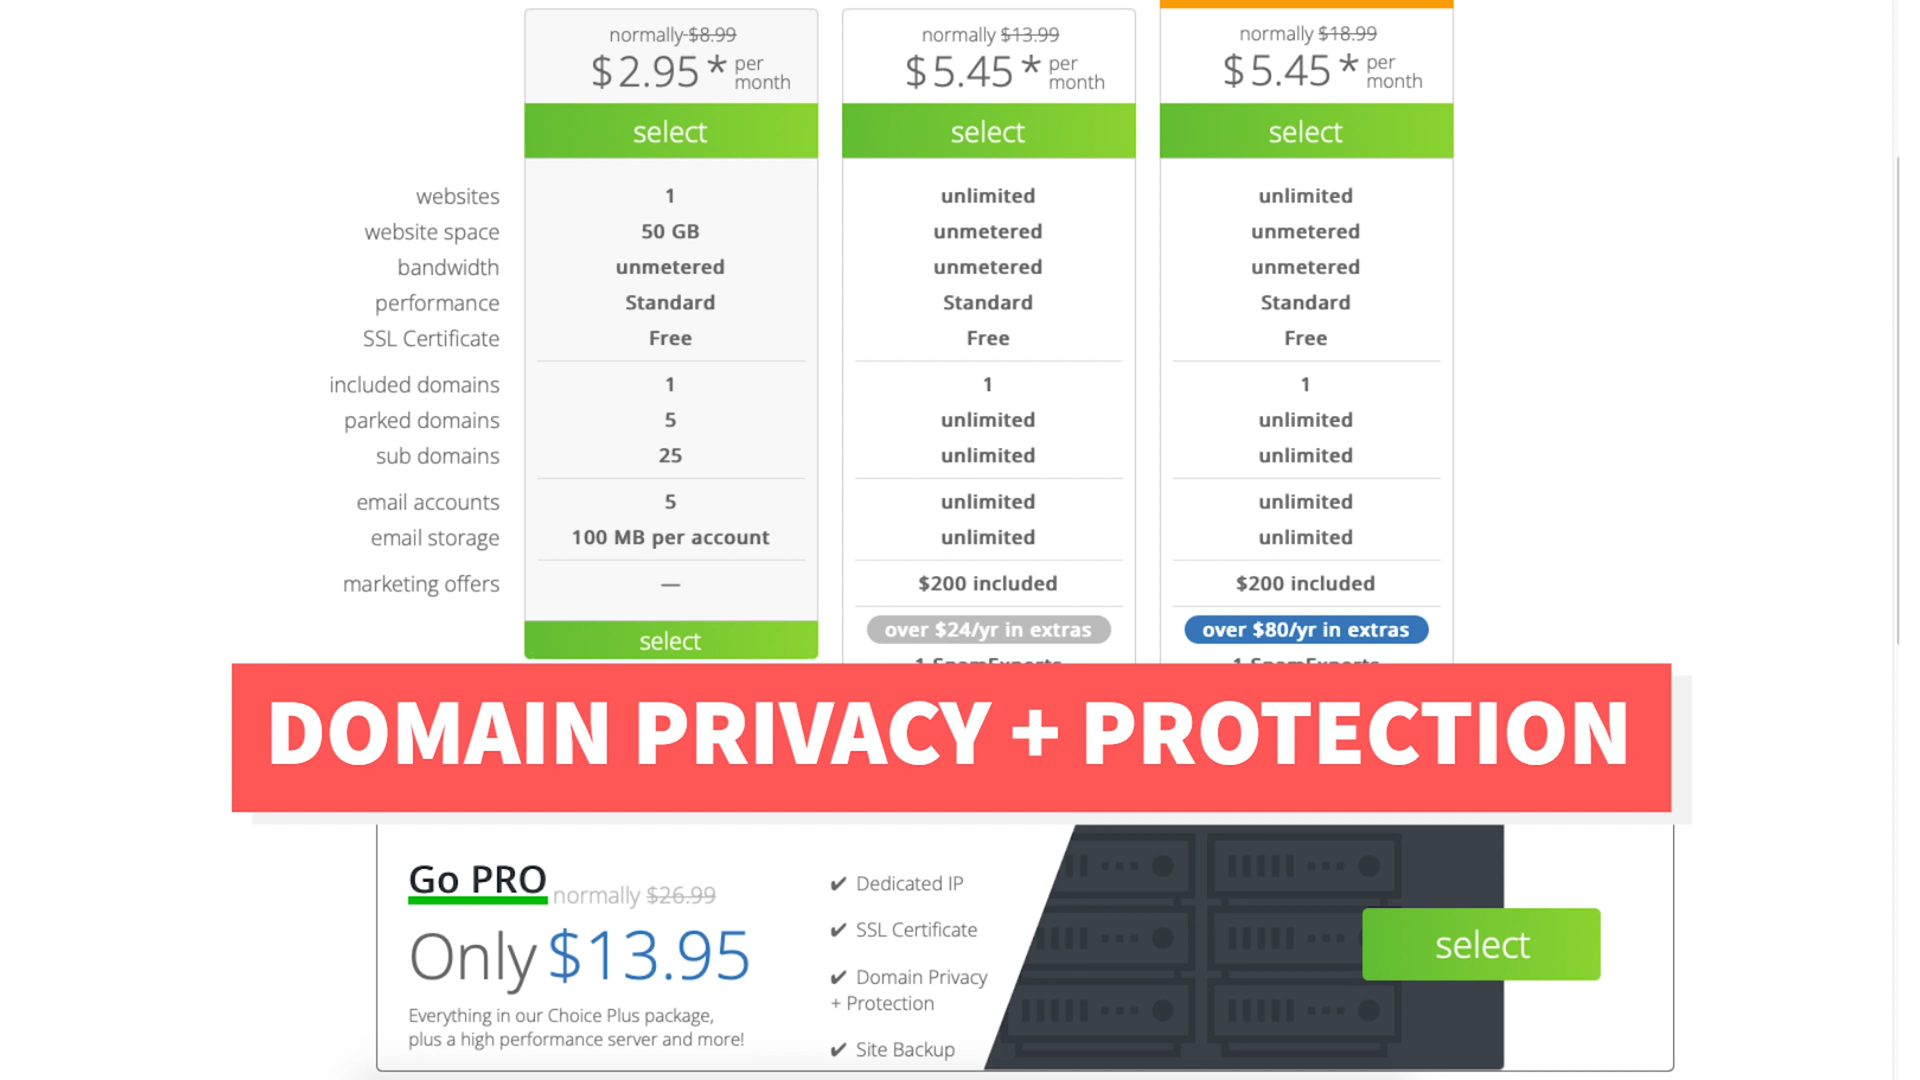 normally $8.99
$2.95* per month
select
normally $13.99
$5.45* per month
select
normally $18.99
$5.45* per month
select
websites 1 unlimited unlimited
website space 50 GB unmetered unmetered
bandwidth unmetered unmetered unmetered
performance Standard Standard Standard
SSL Certificate Free Free Free
included domains 1 1 1
parked domains 5 unlimited unlimited
sub domains 25 unlimited unlimited
email accounts 5 unlimited unlimited
email storage 100 MB per account unlimited unlimited
marketing offers — $200 included $200 included
select over $24/yr in extras over $80/yr in extras
1 SpamExperts 1 SpamExperts
DOMAIN PRIVACY + PROTECTION
Go PRO normally $26.99
Only $13.95
Everything in our Choice Plus package,
plus a high performance server and more!
✔ Dedicated IP
✔ SSL Certificate
✔ Domain Privacy
+ Protection
✔ Site Backup
select